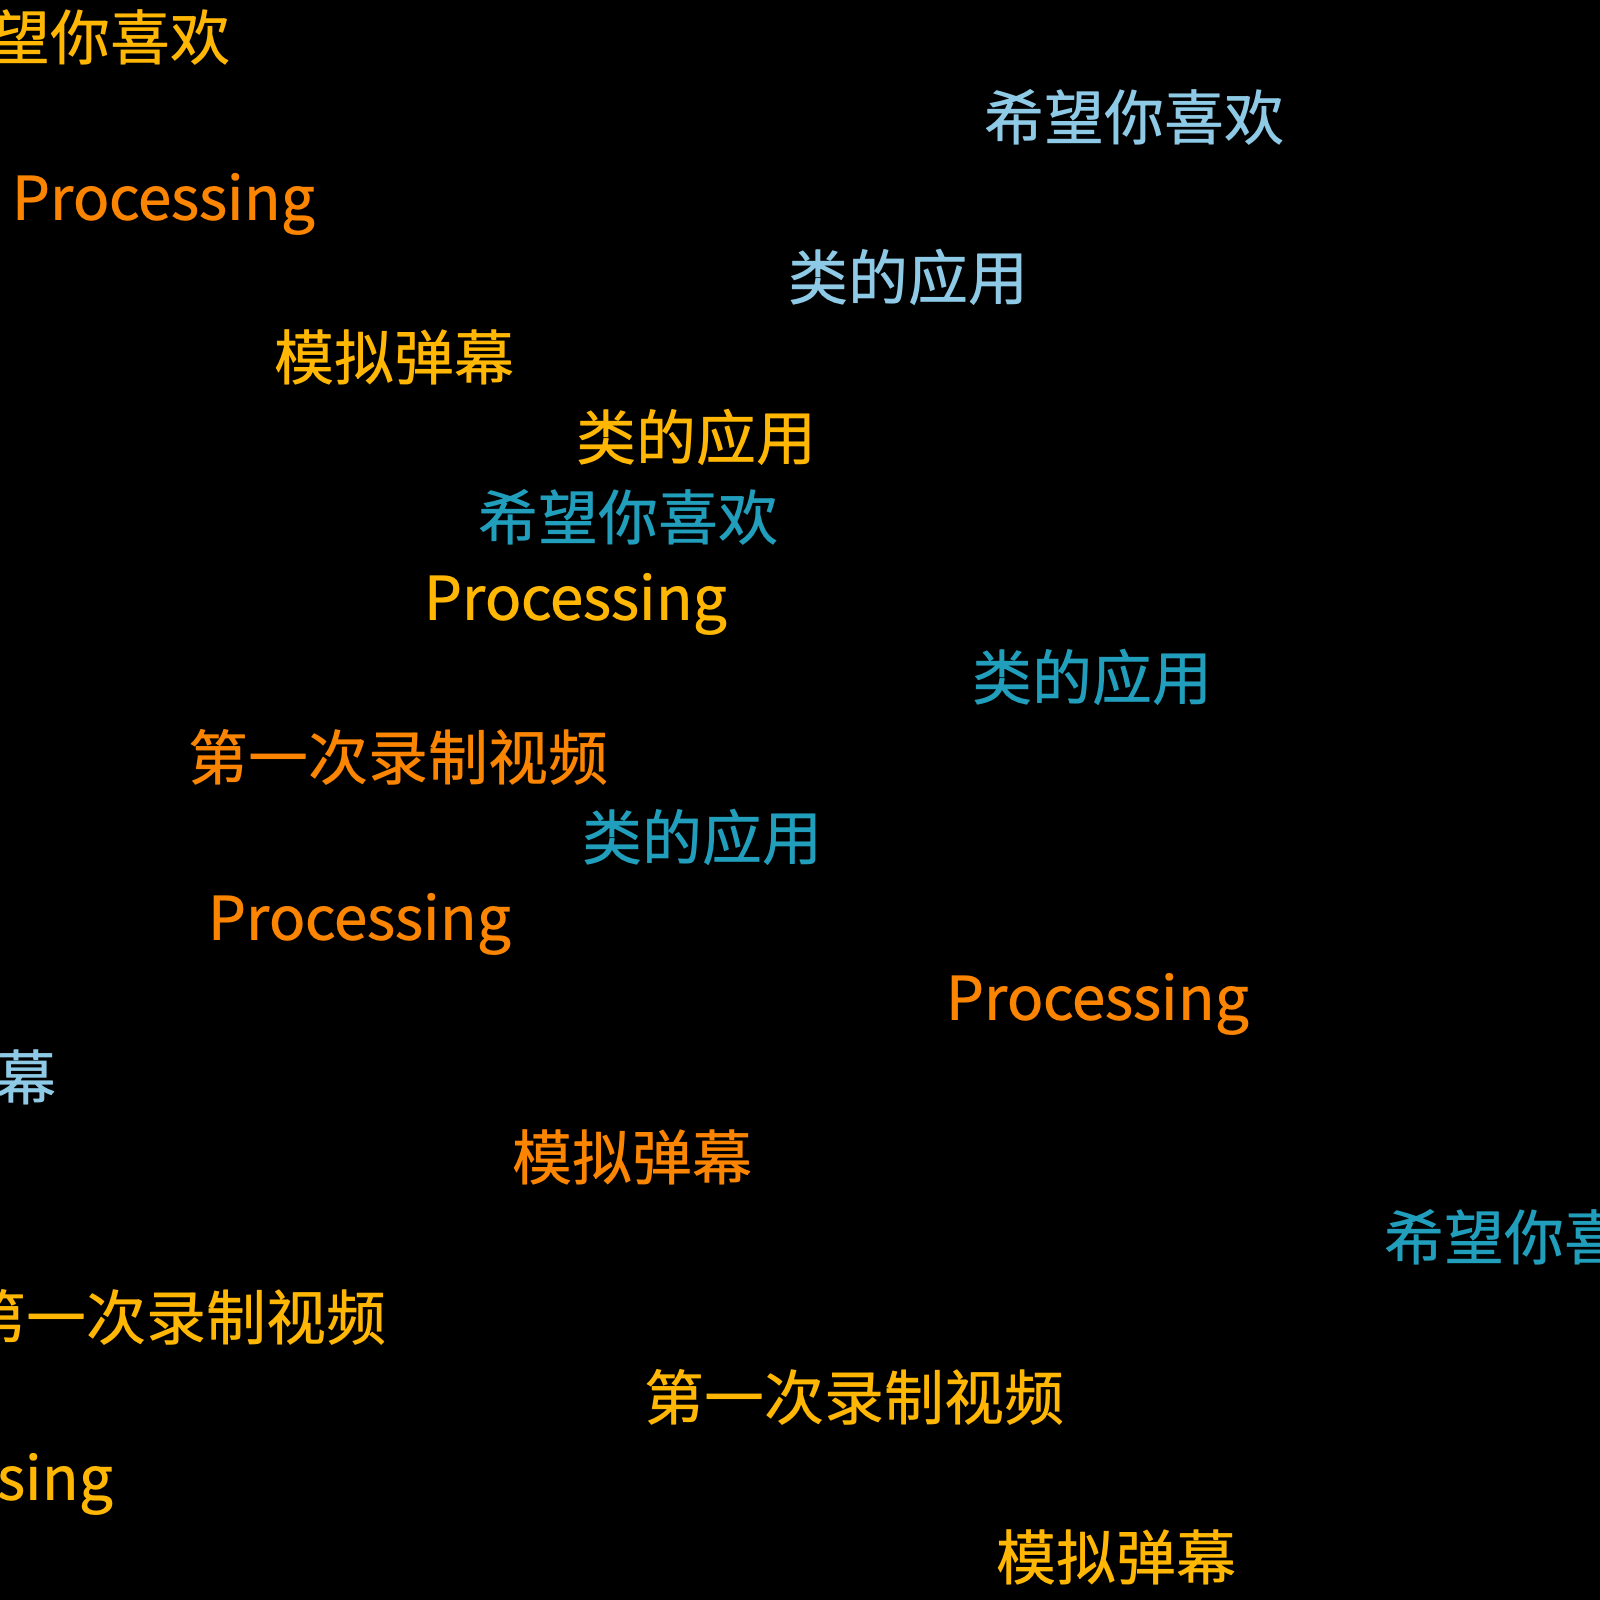 望你喜欢
希望你喜欢
Processing
类的应用
模拟弹幕
类的应用
希望你喜欢
Processing
类的应用
第一次录制视频
类的应用
Processing
Processing
幕
模拟弹幕
希望你喜
第一次录制视频
第一次录制视频
sing
模拟弹幕